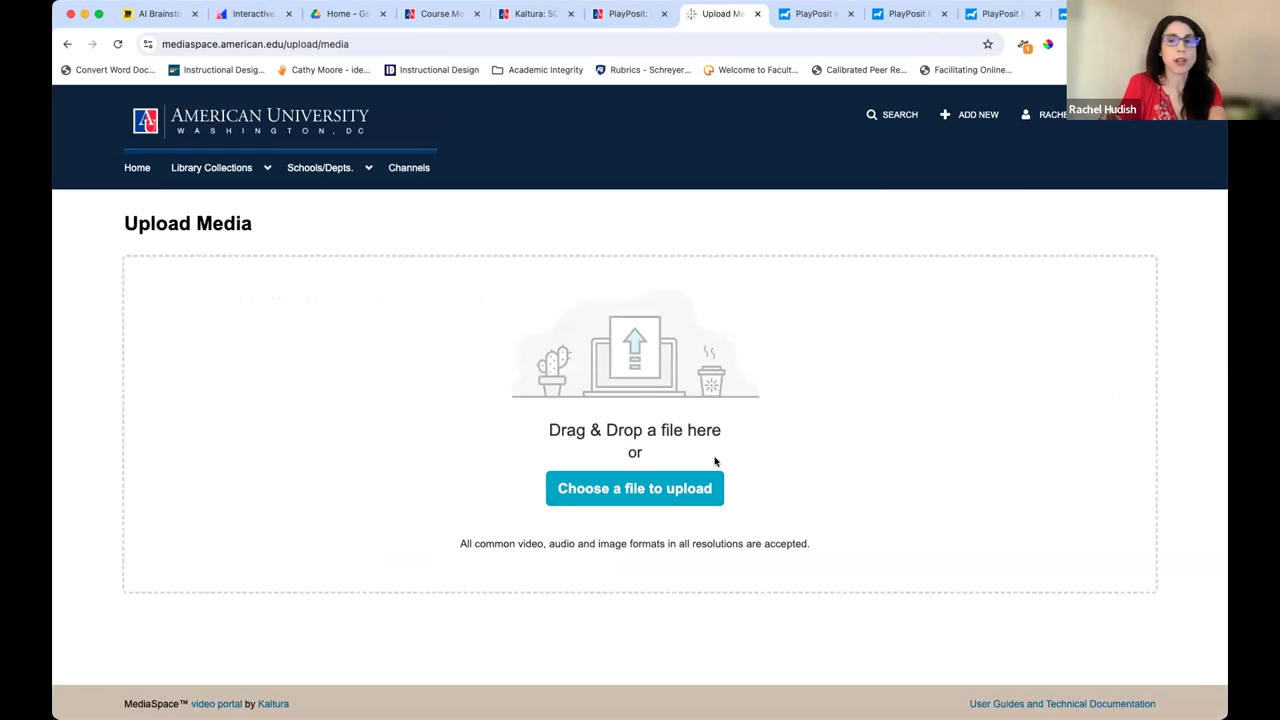 AI Brainsto
Interactive
Home - Go
Course Mo
Kaltura: SC
PlayPosit:
Upload Me
PlayPosit
PlayPosit
PlayPosit
mediaspace.american.edu/upload/media
Convert Word Doc...
Instructional Desig...
Cathy Moore - ide...
Instructional Design
Academic Integrity
Rubrics - Schreyer...
Welcome to Facult...
Calibrated Peer Re...
Facilitating Online...
Rachel Hudish
AMERICAN UNIVERSITY
WASHINGTON, DC
SEARCH
ADD NEW
RACHE
Home
Library Collections
Schools/Depts.
Channels
Upload Media
Drag & Drop a file here
or
Choose a file to upload
All common video, audio and image formats in all resolutions are accepted.
MediaSpace™ video portal by Kaltura
User Guides and Technical Documentation